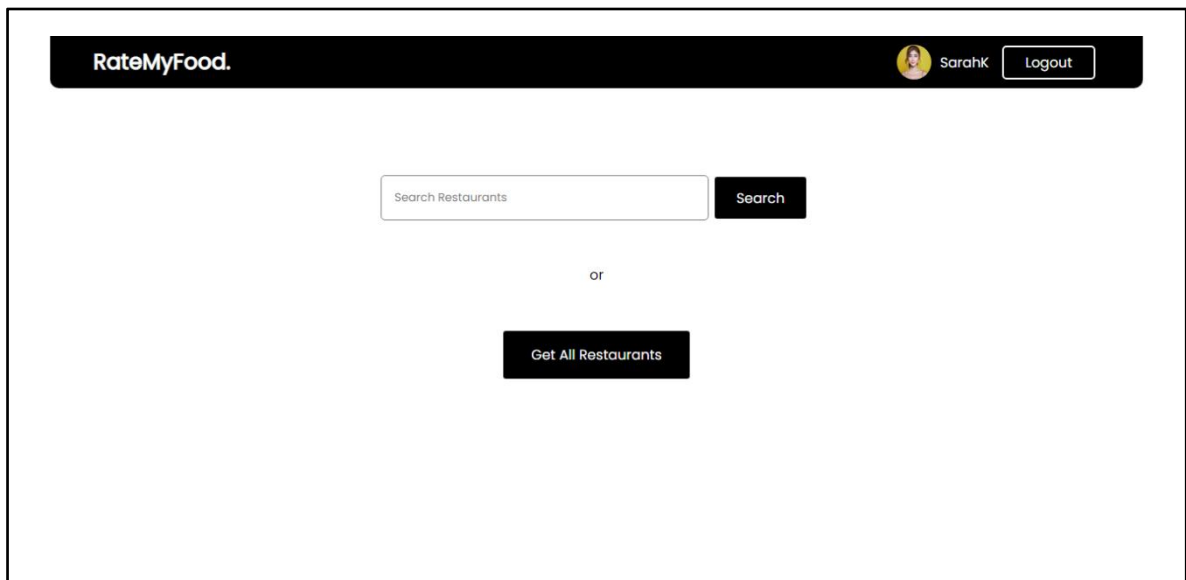 RateMyFood.
SarahK
Logout
Search Restaurants
Search
or
Get All Restaurants